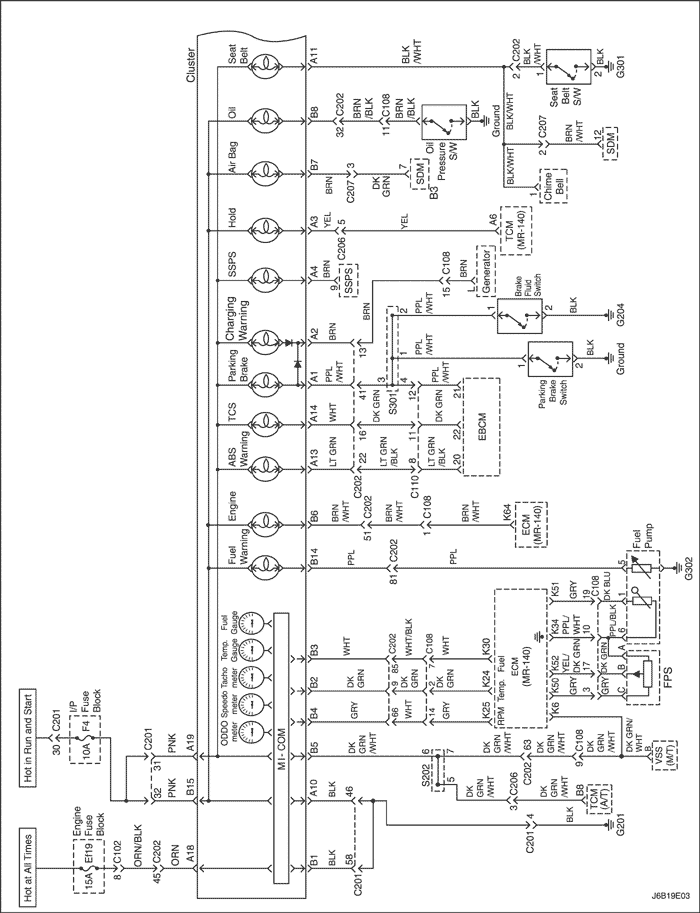 Cluster
Seat
Belt
Oil
Air Bag
Hold
SSPS
Charging
Warning
Parking
Brake
TCS
ABS
Warning
Engine
Fuel
Warning
Fuel
Gauge
Temp.
Gauge
Tacho
meter
Speedo
meter
ODDO
meter
MI-COM
Hot in Run and Start
30
C201
I/P
Fuse
Block
F4
10A
C201
31
PNK
A19
32
PNK
B15
Hot at All Times
Engine
Fuse
Block
Ef19
15A
8
C102
ORN/BLK
45
C202
ORN
A18
A11
BLK
/WHT
2
C202
BLK
/WHT
1
Seat
Belt
S/W
2
BLK
G301
BLK/WHT
2
C207
BRN
/WHT
12
SDM
BLK/WHT
1
Chime
Bell
B8
BRN
32
C202
BRN
/BLK
11
C108
BRN
/BLK
Oil
Pressure
S/W
BLK
Ground
B7
BRN
C207
3
DK
GRN
7
SDM
B3
A3
YEL
5
C206
YEL
A6
TCM
(MR-140)
A4
BRN
9
SSPS
A2
BRN
13
BRN
15
C108
BRN
L
Generator
A1
PPL
/WHT
41
3
S301
4
2
PPL
/WHT
1
Brake
Fluid
Switch
2
BLK
G204
1
PPL
/WHT
1
Parking
Brake
Switch
2
BLK
Ground
12
PPL
/WHT
21
A14
WHT
16
DK GRN
11
DK GRN
22
EBCM
A13
LT GRN
22
C202
LT GRN
/BLK
8
C110
LT GRN
/BLK
20
B6
BRN
/WHT
51
C202
BRN
/WHT
1
C108
BRN
/WHT
K64
ECM
(MR-140)
B14
PPL
81
C202
PPL
5
Fuel
Pump
G302
B3
WHT
85
C202
WHT/BLK
7
C108
WHT
K30
B2
DK
GRN
9
DK
GRN
2
DK
GRN
K24
B4
GRY
66
WHT
14
GRY
K25
RPM Temp. Fuel
ECM
(MR-140)
K51
GRY
19
C108
DK BLU
1
K34
PPL/
WHT
10
PPL/BLK
6
K52
YEL/
WHT
17
DK GRN
A
B
C
K50
GRY
3
GRY
FPS
K6
B5
DK
GRN
/WHT
6
S202
7
5
DK
GRN
/WHT
63
C202
DK
GRN
/WHT
9
C108
DK
GRN
/WHT
DK GRN/
WHT
8
VSS
(M/T)
DK
GRN
/WHT
3
C206
DK
GRN
/WHT
B8
TCM
(A/T)
A10
BLK
46
B1
BLK
58
C201
C201
4
BLK
G201
J6B19E03